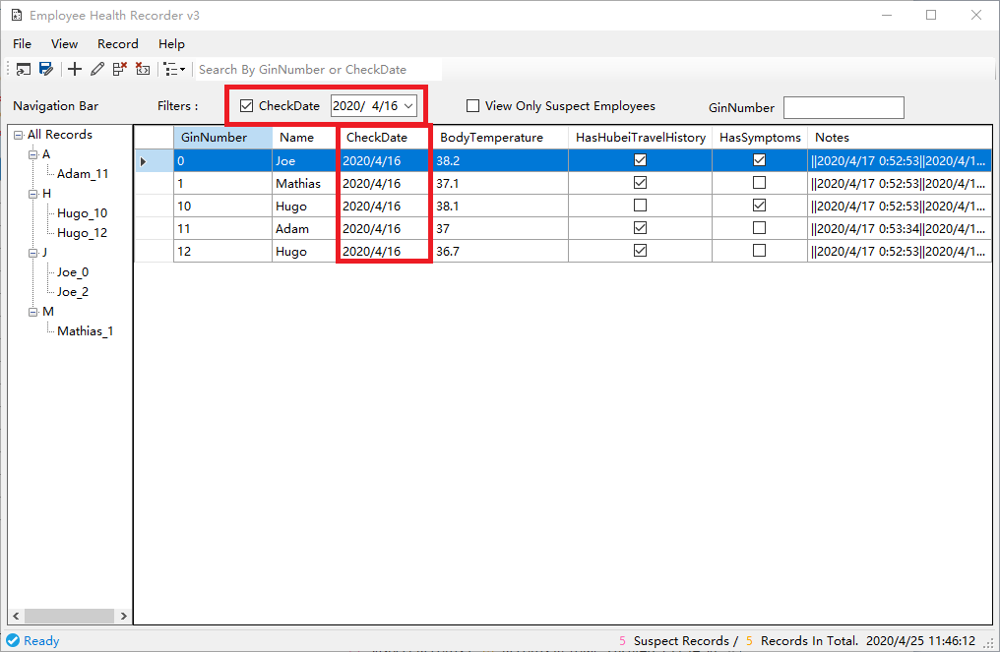 Employee Health Recorder v3
File View Record Help
Search By GinNumber or CheckDate
Navigation Bar Filters : CheckDate 2020/ 4/16 View Only Suspect Employees GinNumber
All Records
A
Adam_11
H
Hugo_10
Hugo_12
J
Joe_0
Joe_2
M
Mathias_1
GinNumber Name CheckDate BodyTemperature HasHubeiTravelHistory HasSymptoms Notes
0 Joe 2020/4/16 38.2 ||2020/4/17 0:52:53||2020/4/1...
1 Mathias 2020/4/16 37.1 ||2020/4/17 0:52:53||2020/4/1...
10 Hugo 2020/4/16 38.1 ||2020/4/17 0:52:53||2020/4/1...
11 Adam 2020/4/16 37 ||2020/4/17 0:53:34||2020/4/1...
12 Hugo 2020/4/16 36.7 ||2020/4/17 0:52:53||2020/4/1...
Ready 5 Suspect Records / 5 Records In Total. 2020/4/25 11:46:12